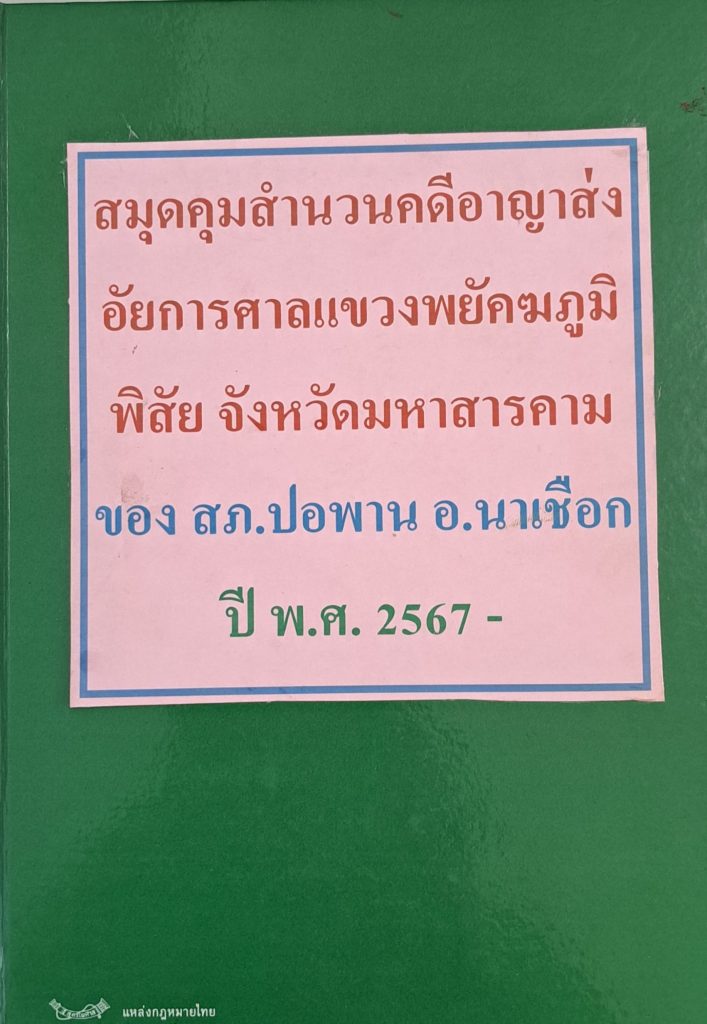 สมุดคุมสำนวนคดีอาญาส่ง
อัยการศาลแขวงพยัคฆภูมิ
พิสัย จังหวัดมหาสารคาม
ของ สภ.ปอพาน อ.นาเชือก
ปี พ.ศ. 2567 -
แหล่งกฎหมายไทย